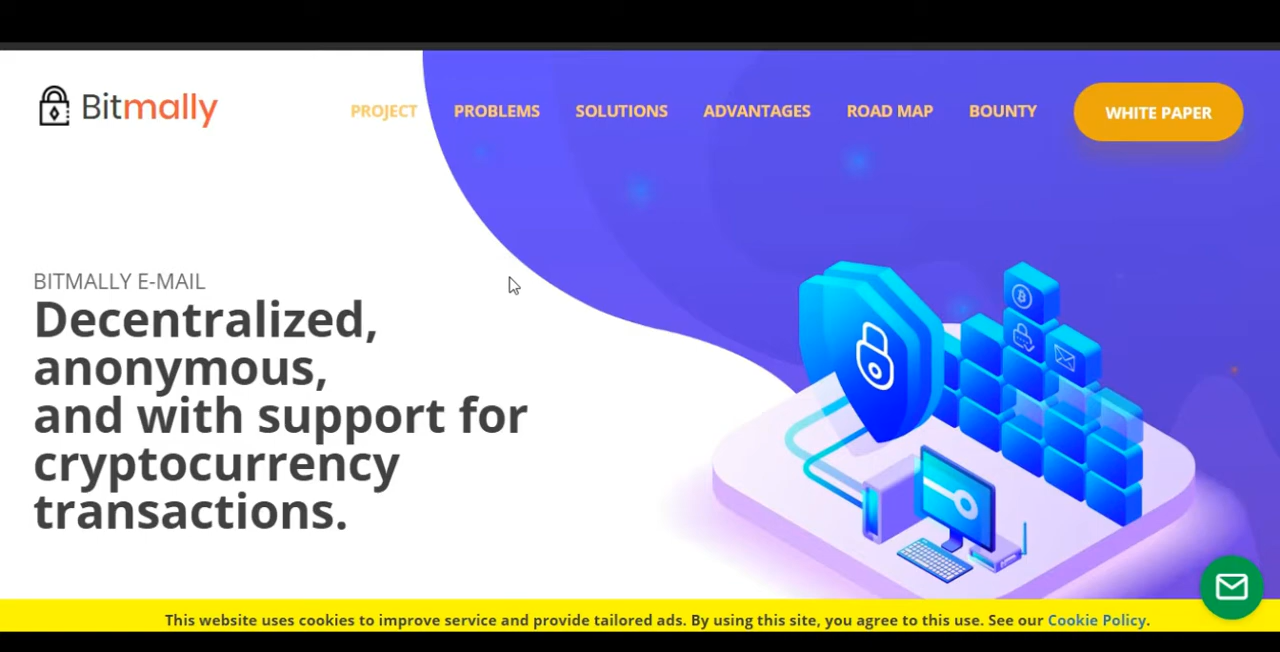 Bitmally
PROJECT PROBLEMS SOLUTIONS ADVANTAGES ROAD MAP BOUNTY WHITE PAPER
BITMALLY E-MAIL
Decentralized,
anonymous,
and with support for
cryptocurrency
transactions.
This website uses cookies to improve service and provide tailored ads. By using this site, you agree to this use. See our Cookie Policy.